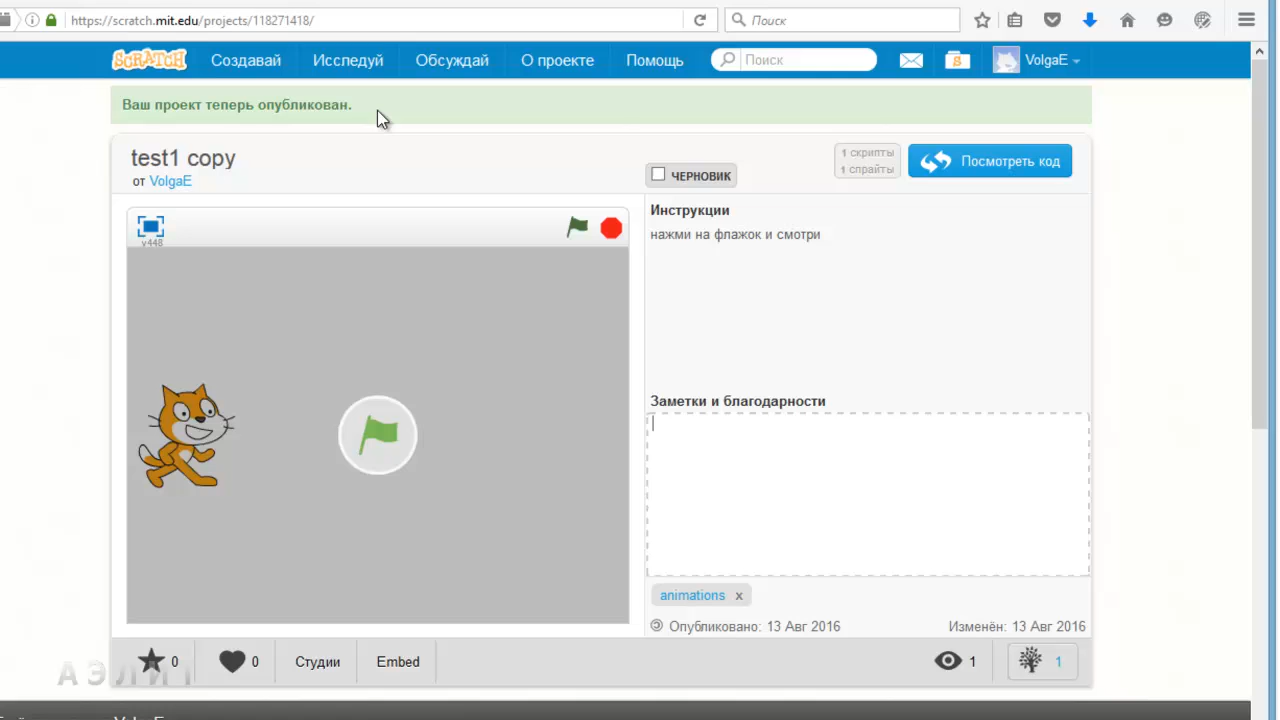 https://scratch.mit.edu/projects/118271418/
Поиск
SCRATCH
Создавай
Исследуй
Обсуждай
О проекте
Помощь
Поиск
VolgaE
Ваш проект теперь опубликован.
test1 copy
от VolgaE
ЧЕРНОВИК
1 скрипты
1 спрайты
Посмотреть код
v448
Инструкции
нажми на флажок и смотри
Заметки и благодарности
animations x
Опубликовано: 13 Авг 2016
Изменён: 13 Авг 2016
0
0
Студии
Embed
1
1
VolgaE